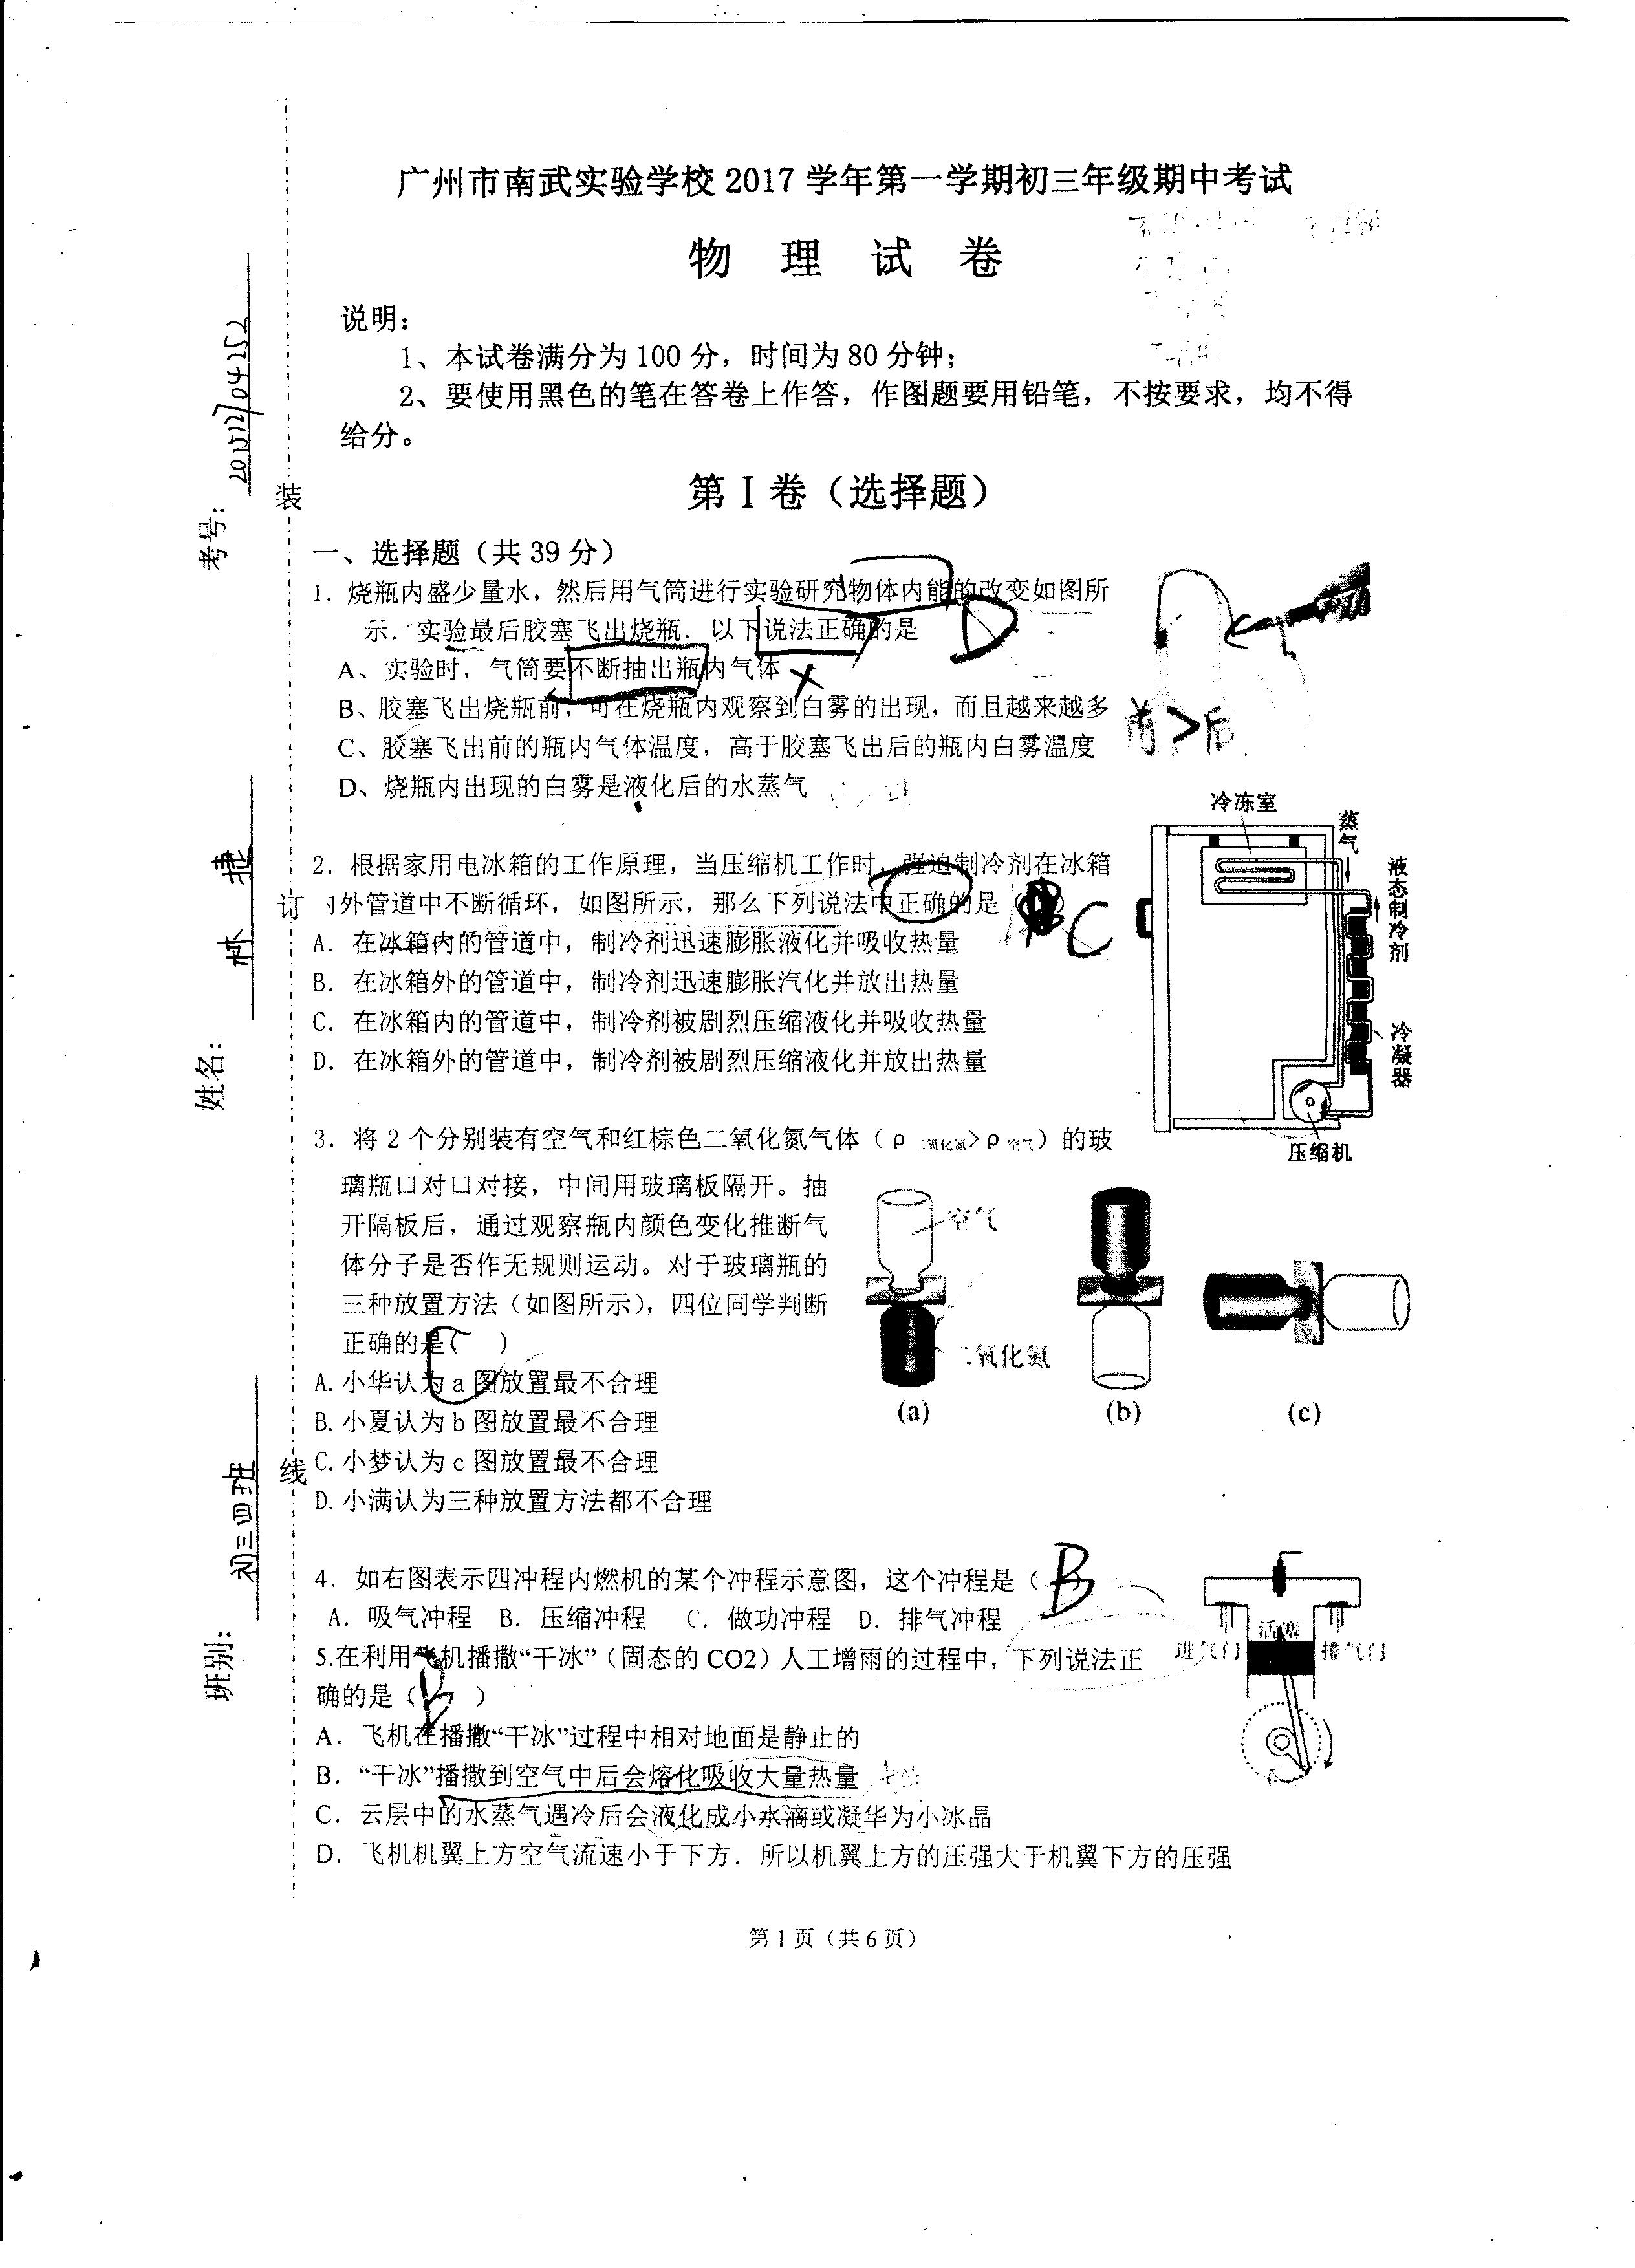 广州市南武实验学校 2017 学年第一学期初三年级期中考试
物 理 试 卷
说明：
1、本试卷满分为 100 分，时间为 80 分钟；
2、要使用黑色的笔在答卷上作答，作图题要用铅笔，不按要求，均不得
给分。
第 I 卷（选择题）
一、选择题（共 39 分）
1．烧瓶内盛少量水，然后用气筒进行实验研究物体内能的改变如图所
示．实验最后胶塞飞出烧瓶．以下说法正确的是 D
A、实验时，气筒要不断抽出瓶内气体 ×
B、胶塞飞出烧瓶前，可在烧瓶内观察到白雾的出现，而且越来越多
C、胶塞飞出前的瓶内气体温度，高于胶塞飞出后的瓶内白雾温度
前>后
D、烧瓶内出现的白雾是液化后的水蒸气
2．根据家用电冰箱的工作原理，当压缩机工作时，强迫制冷剂在冰箱
内外管道中不断循环，如图所示，那么下列说法中正确的是（ ） C
A．在冰箱内的管道中，制冷剂迅速膨胀液化并吸收热量
B．在冰箱外的管道中，制冷剂迅速膨胀汽化并放出热量
C．在冰箱内的管道中，制冷剂被剧烈压缩液化并吸收热量
D．在冰箱外的管道中，制冷剂被剧烈压缩液化并放出热量
冷冻室
蒸气
液态制冷剂
冷凝器
压缩机
3．将 2 个分别装有空气和红棕色二氧化氮气体（ρ二氧化氮>ρ空气）的玻
璃瓶口对口对接，中间用玻璃板隔开。抽
开隔板后，通过观察瓶内颜色变化推断气
体分子是否作无规则运动。对于玻璃瓶的
三种放置方法（如图所示），四位同学判断
正确的是（ C ）
A.小华认为 a 图放置最不合理
B.小夏认为 b 图放置最不合理
C.小梦认为 c 图放置最不合理
D.小满认为三种放置方法都不合理
空气
二氧化氮
(a) (b) (c)
4．如右图表示四冲程内燃机的某个冲程示意图，这个冲程是（ B
A．吸气冲程 B．压缩冲程 C．做功冲程 D．排气冲程
活塞
进气门 排气门
5.在利用飞机播撒“干冰”（固态的 CO2）人工增雨的过程中，下列说法正
确的是（ B ）
A．飞机在播撒“干冰”过程中相对地面是静止的
B．“干冰”播撒到空气中后会熔化吸收大量热量
C．云层中的水蒸气遇冷后会液化成小水滴或凝华为小冰晶
D．飞机机翼上方空气流速小于下方．所以机翼上方的压强大于机翼下方的压强
第 1 页（共 6 页）
装
订
线
考号：
姓名：
班别： 初三四班